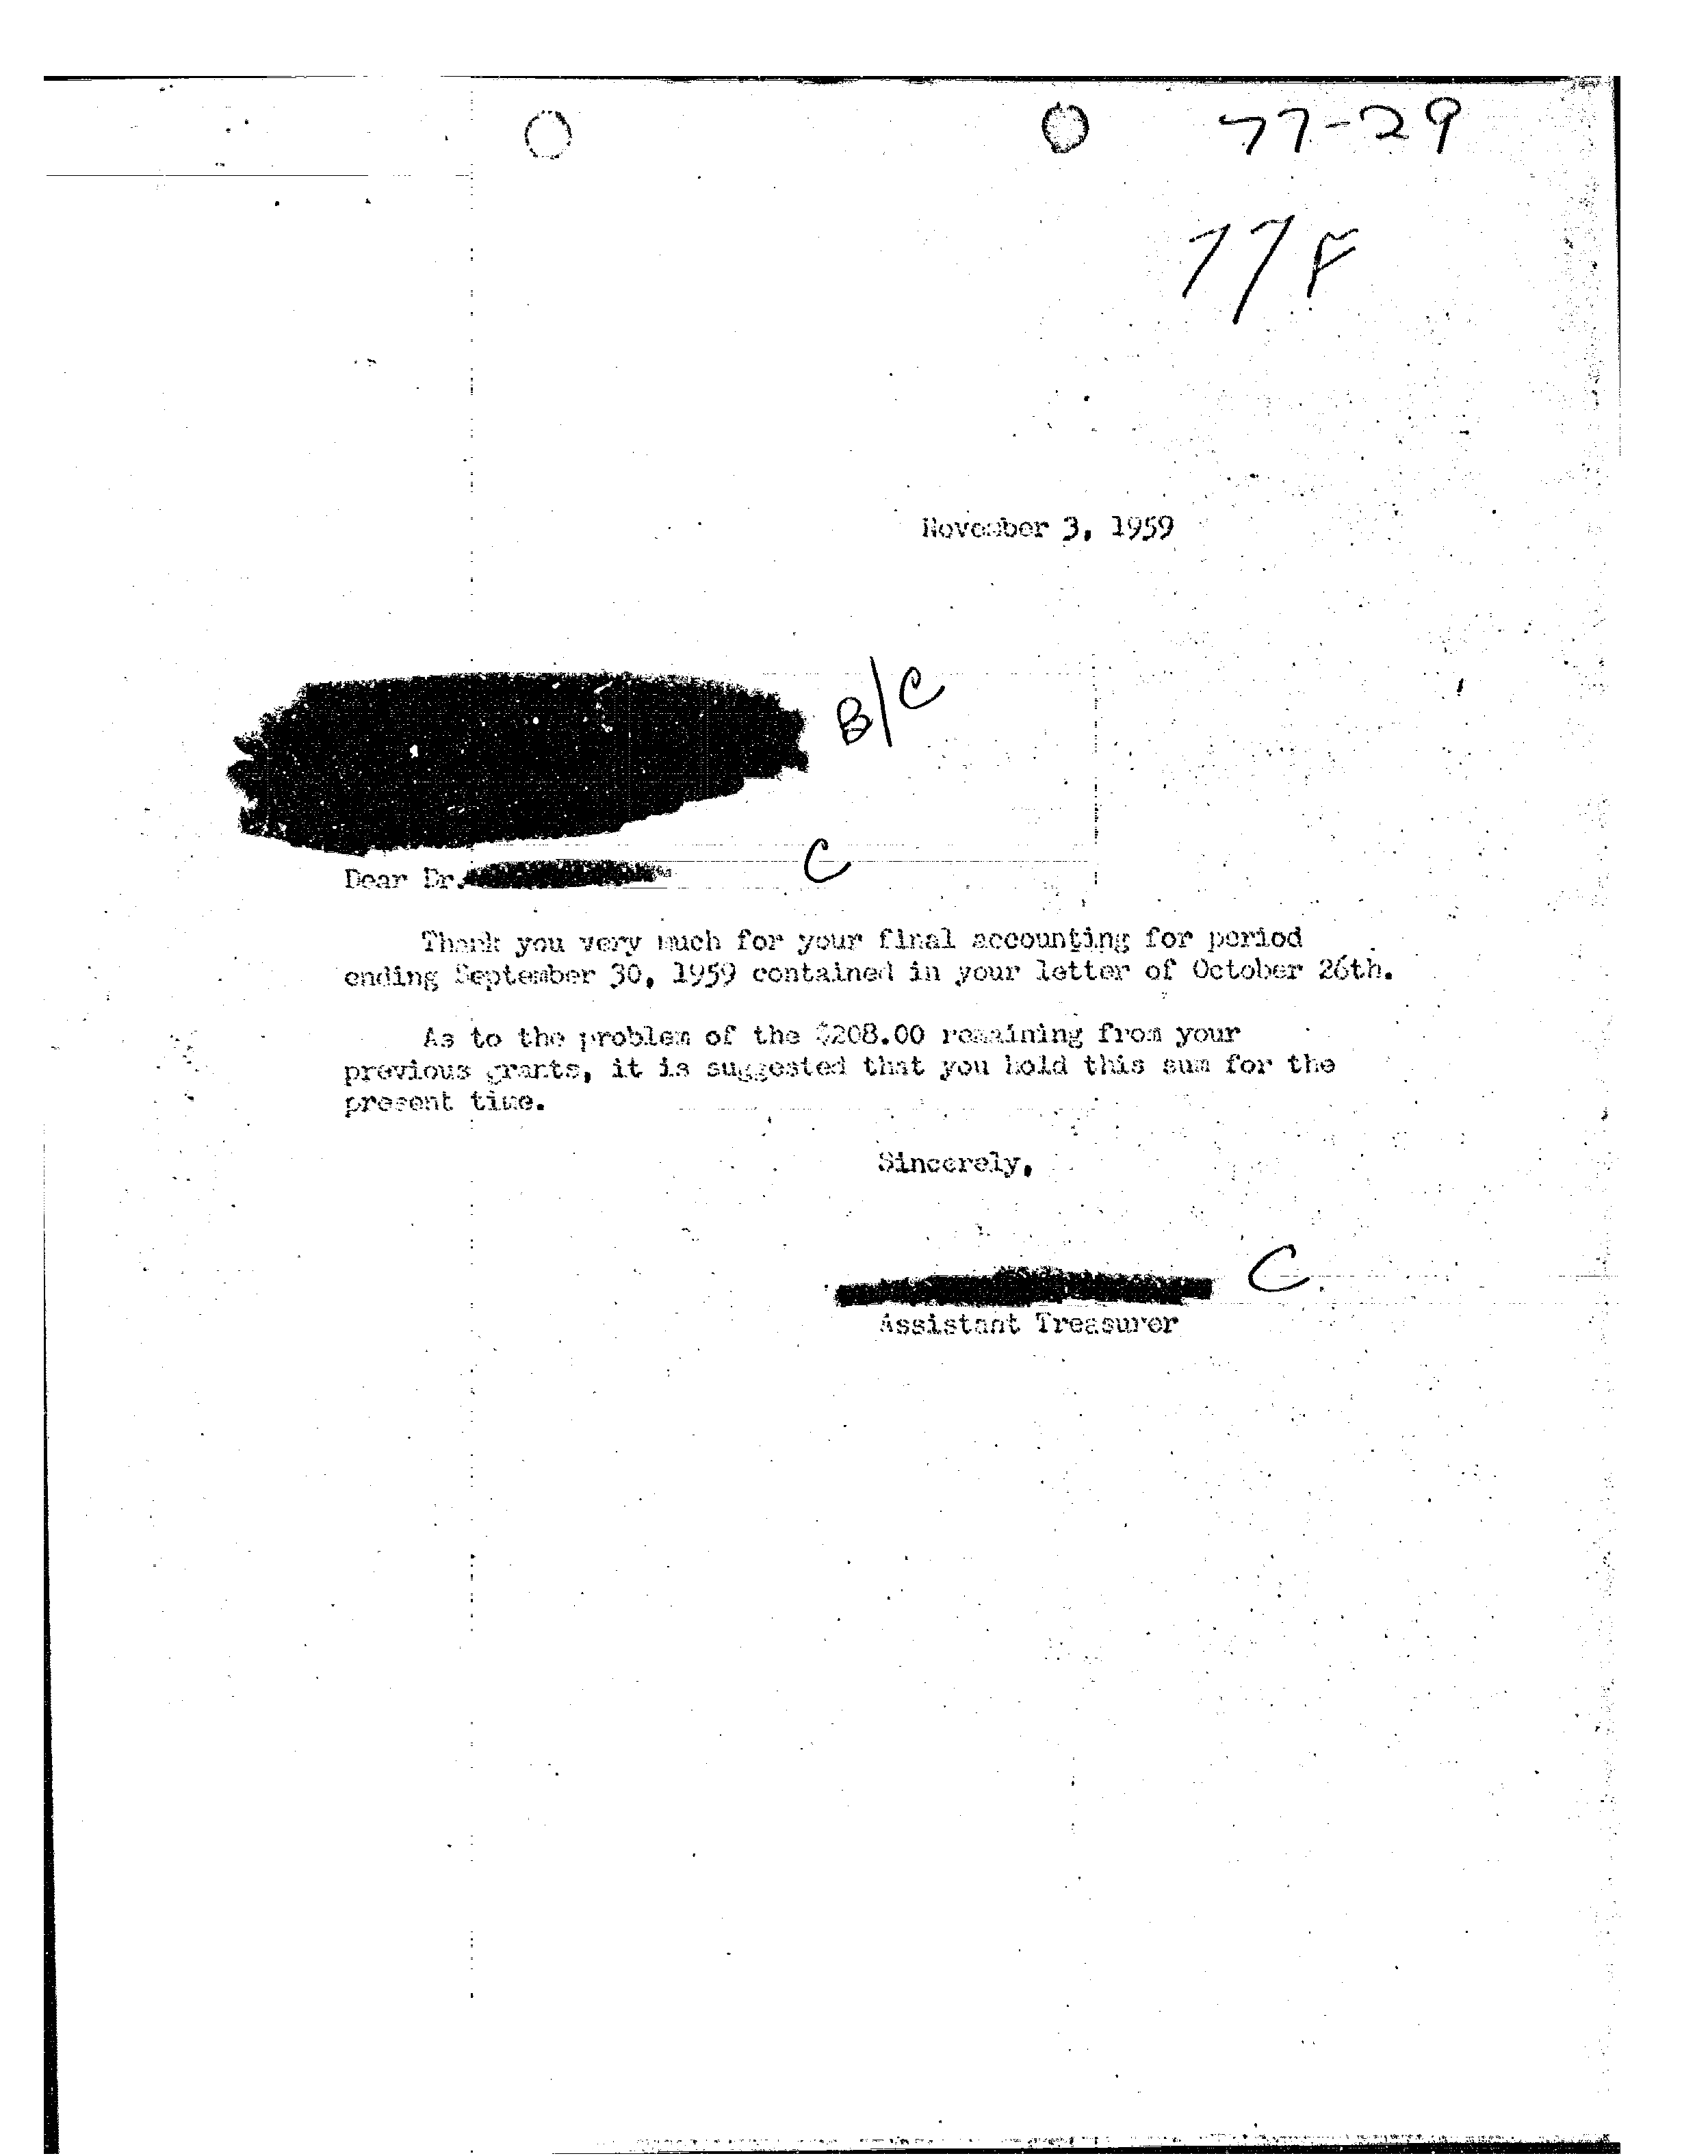 77-29
77F
November 3, 1959
B/C
Dear Dr. C
Thank you very much for your final accounting for period
ending September 30, 1959 contained in your letter of October 26th.
As to the problem of the $208.00 remaining from your
previous grants, it is suggested that you hold this sum for the
present time.
Sincerely,
C
Assistant Treasurer